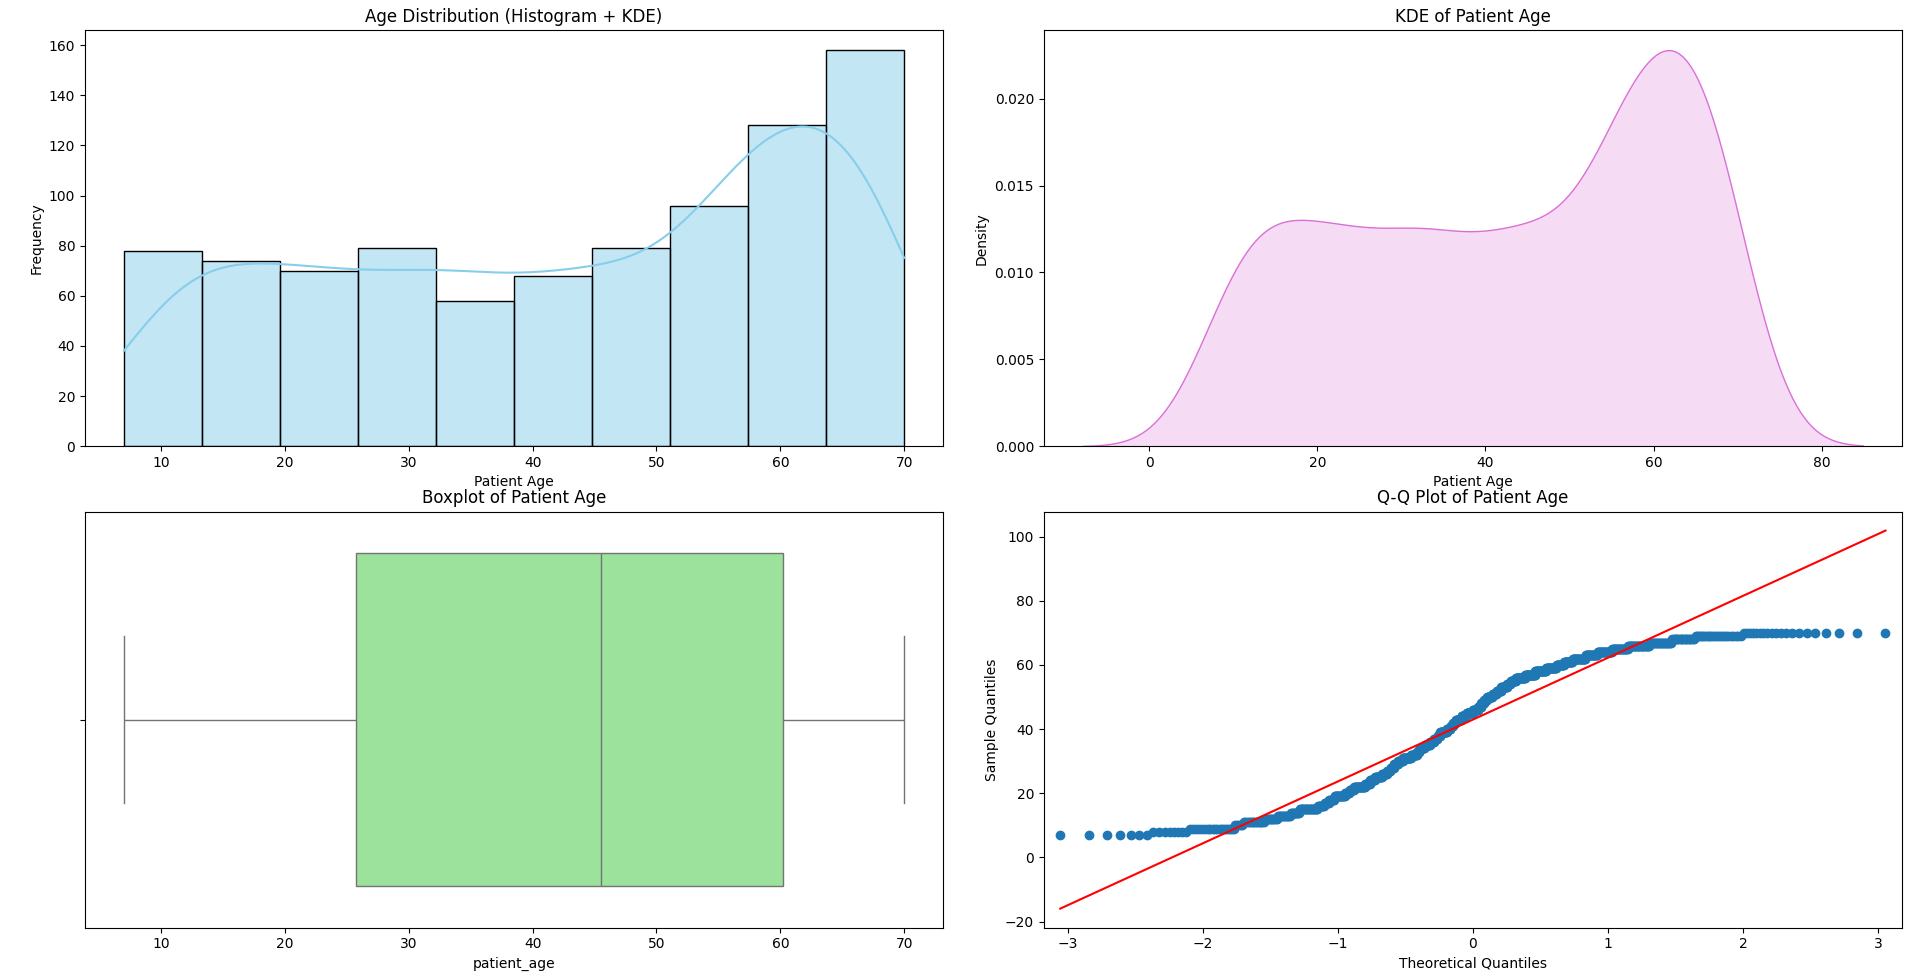 Age Distribution (Histogram + KDE)
160
140
120
100
80
60
40
20
0
Frequency
10 20 30 40 50 60 70
Patient Age
KDE of Patient Age
0.020
0.015
0.010
0.005
0.000
Density
0 20 40 60 80
Patient Age
Boxplot of Patient Age
10 20 30 40 50 60 70
patient_age
Q-Q Plot of Patient Age
100
80
60
40
20
0
−20
Sample Quantiles
−3 −2 −1 0 1 2 3
Theoretical Quantiles